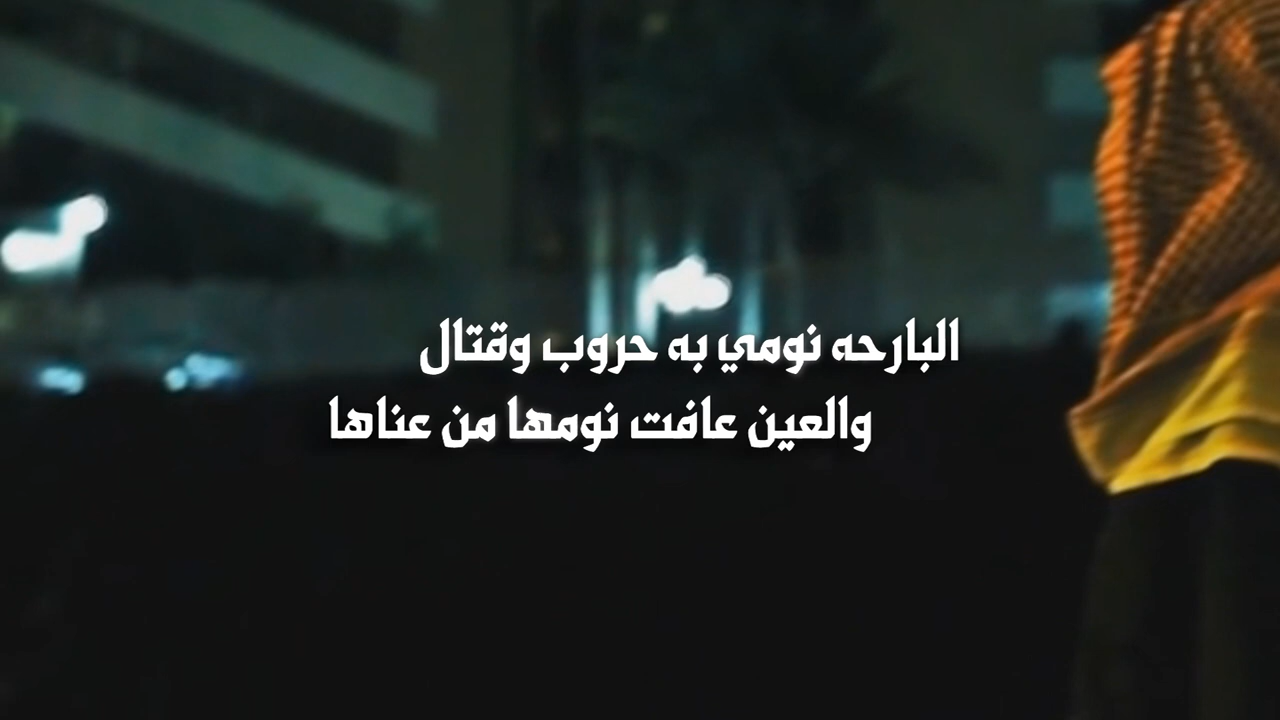 البارحه نومي به حروب وقتال
والعين عافت نومها من عناها